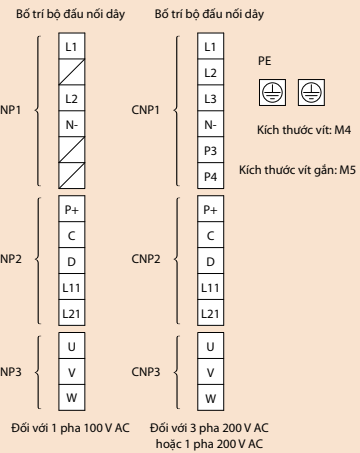 Bố trí bộ đấu nối dây
NP1
L1
L2
N-
NP2
P+
C
D
L11
L21
NP3
U
V
W
Đối với 1 pha 100 V AC
Bố trí bộ đấu nối dây
CNP1
L1
L2
L3
N-
P3
P4
CNP2
P+
C
D
L11
L21
CNP3
U
V
W
Đối với 3 pha 200 V AC
hoặc 1 pha 200 V AC
PE
Kích thước vít: M4
Kích thước vít gắn: M5